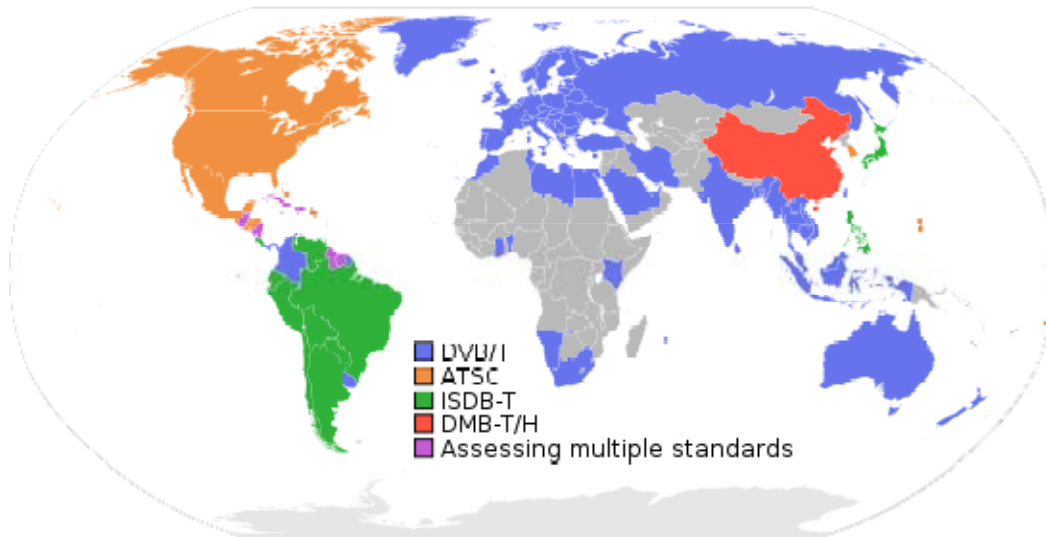 DVB/T
ATSC
ISDB-T
DMB-T/H
Assessing multiple standards